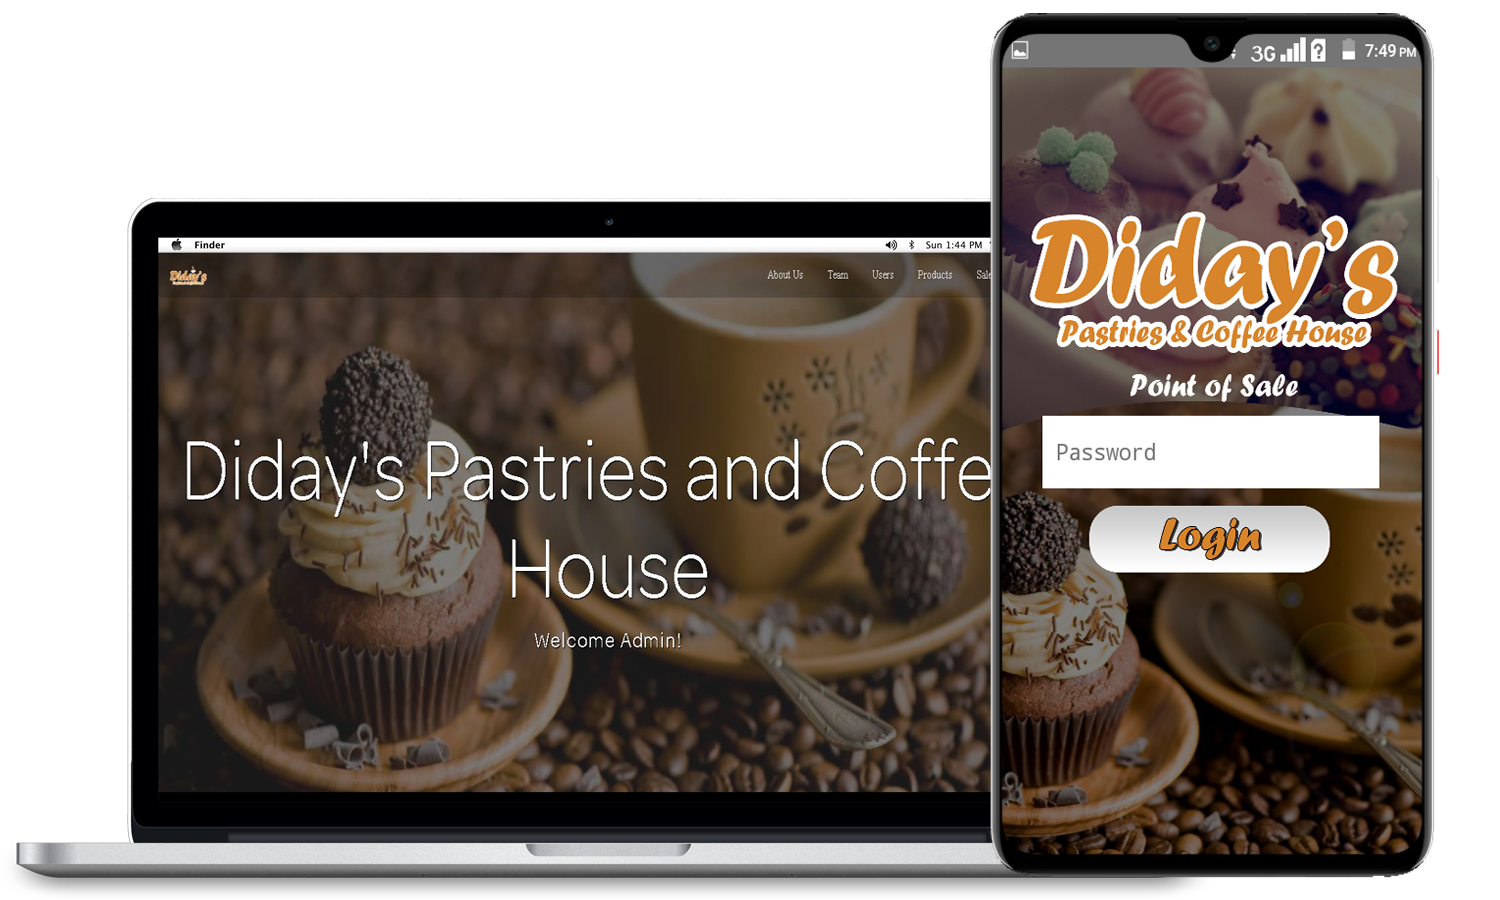 Finder
Sun 1:44 PM
Diday's
About Us Team Users Products Sale
Diday's Pastries and Coffe
House
Welcome Admin!
3G 7:49 PM
Diday's
Pastries & Coffee House
Point of Sale
Password
Login